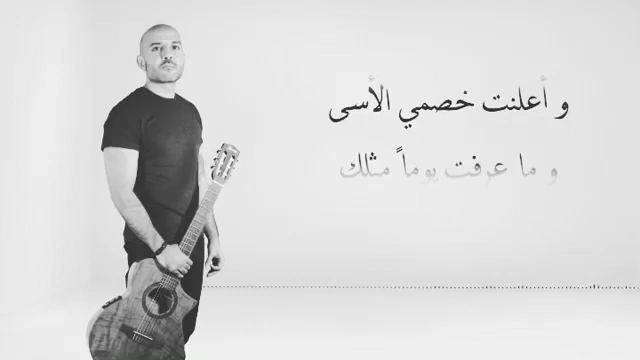 و أعلنت خصمي الأسى
و ما عرفت يوماً مثلك